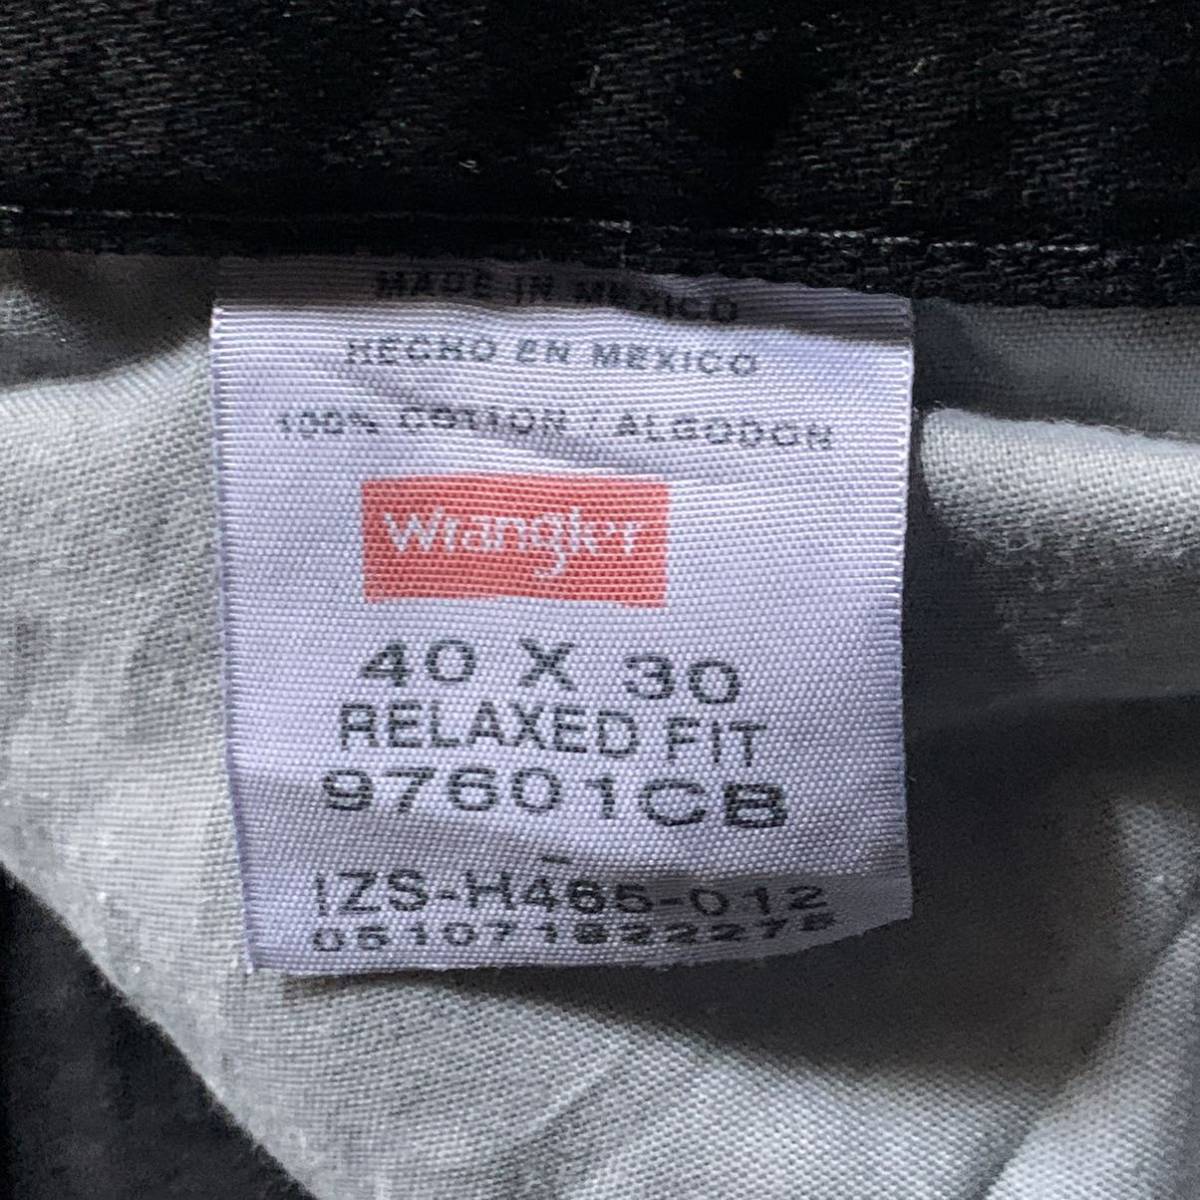 MADE IN MEXICO
HECHO EN MEXICO
100% COTTON / ALGODON
Wrangler
40 X 30
RELAXED FIT
97601CB
IZS-H465-012
051071822275